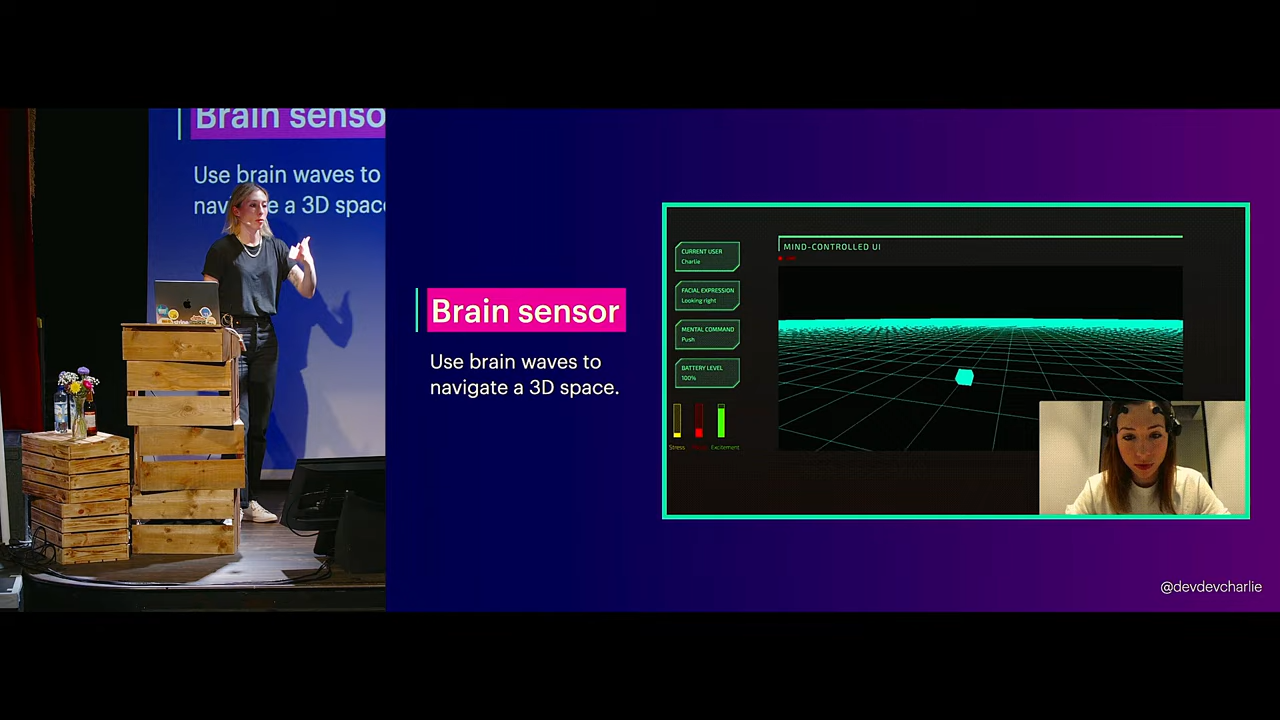 Brain senso
Use brain waves to
nav e a 3D space
Brain sensor
Use brain waves to
navigate a 3D space.
CURRENT USER
Charlie
FACIAL EXPRESSION
Looking right
MENTAL COMMAND
Push
BATTERY LEVEL
100%
Stress
Excitement
MIND-CONTROLLED UI
@devdevcharlie